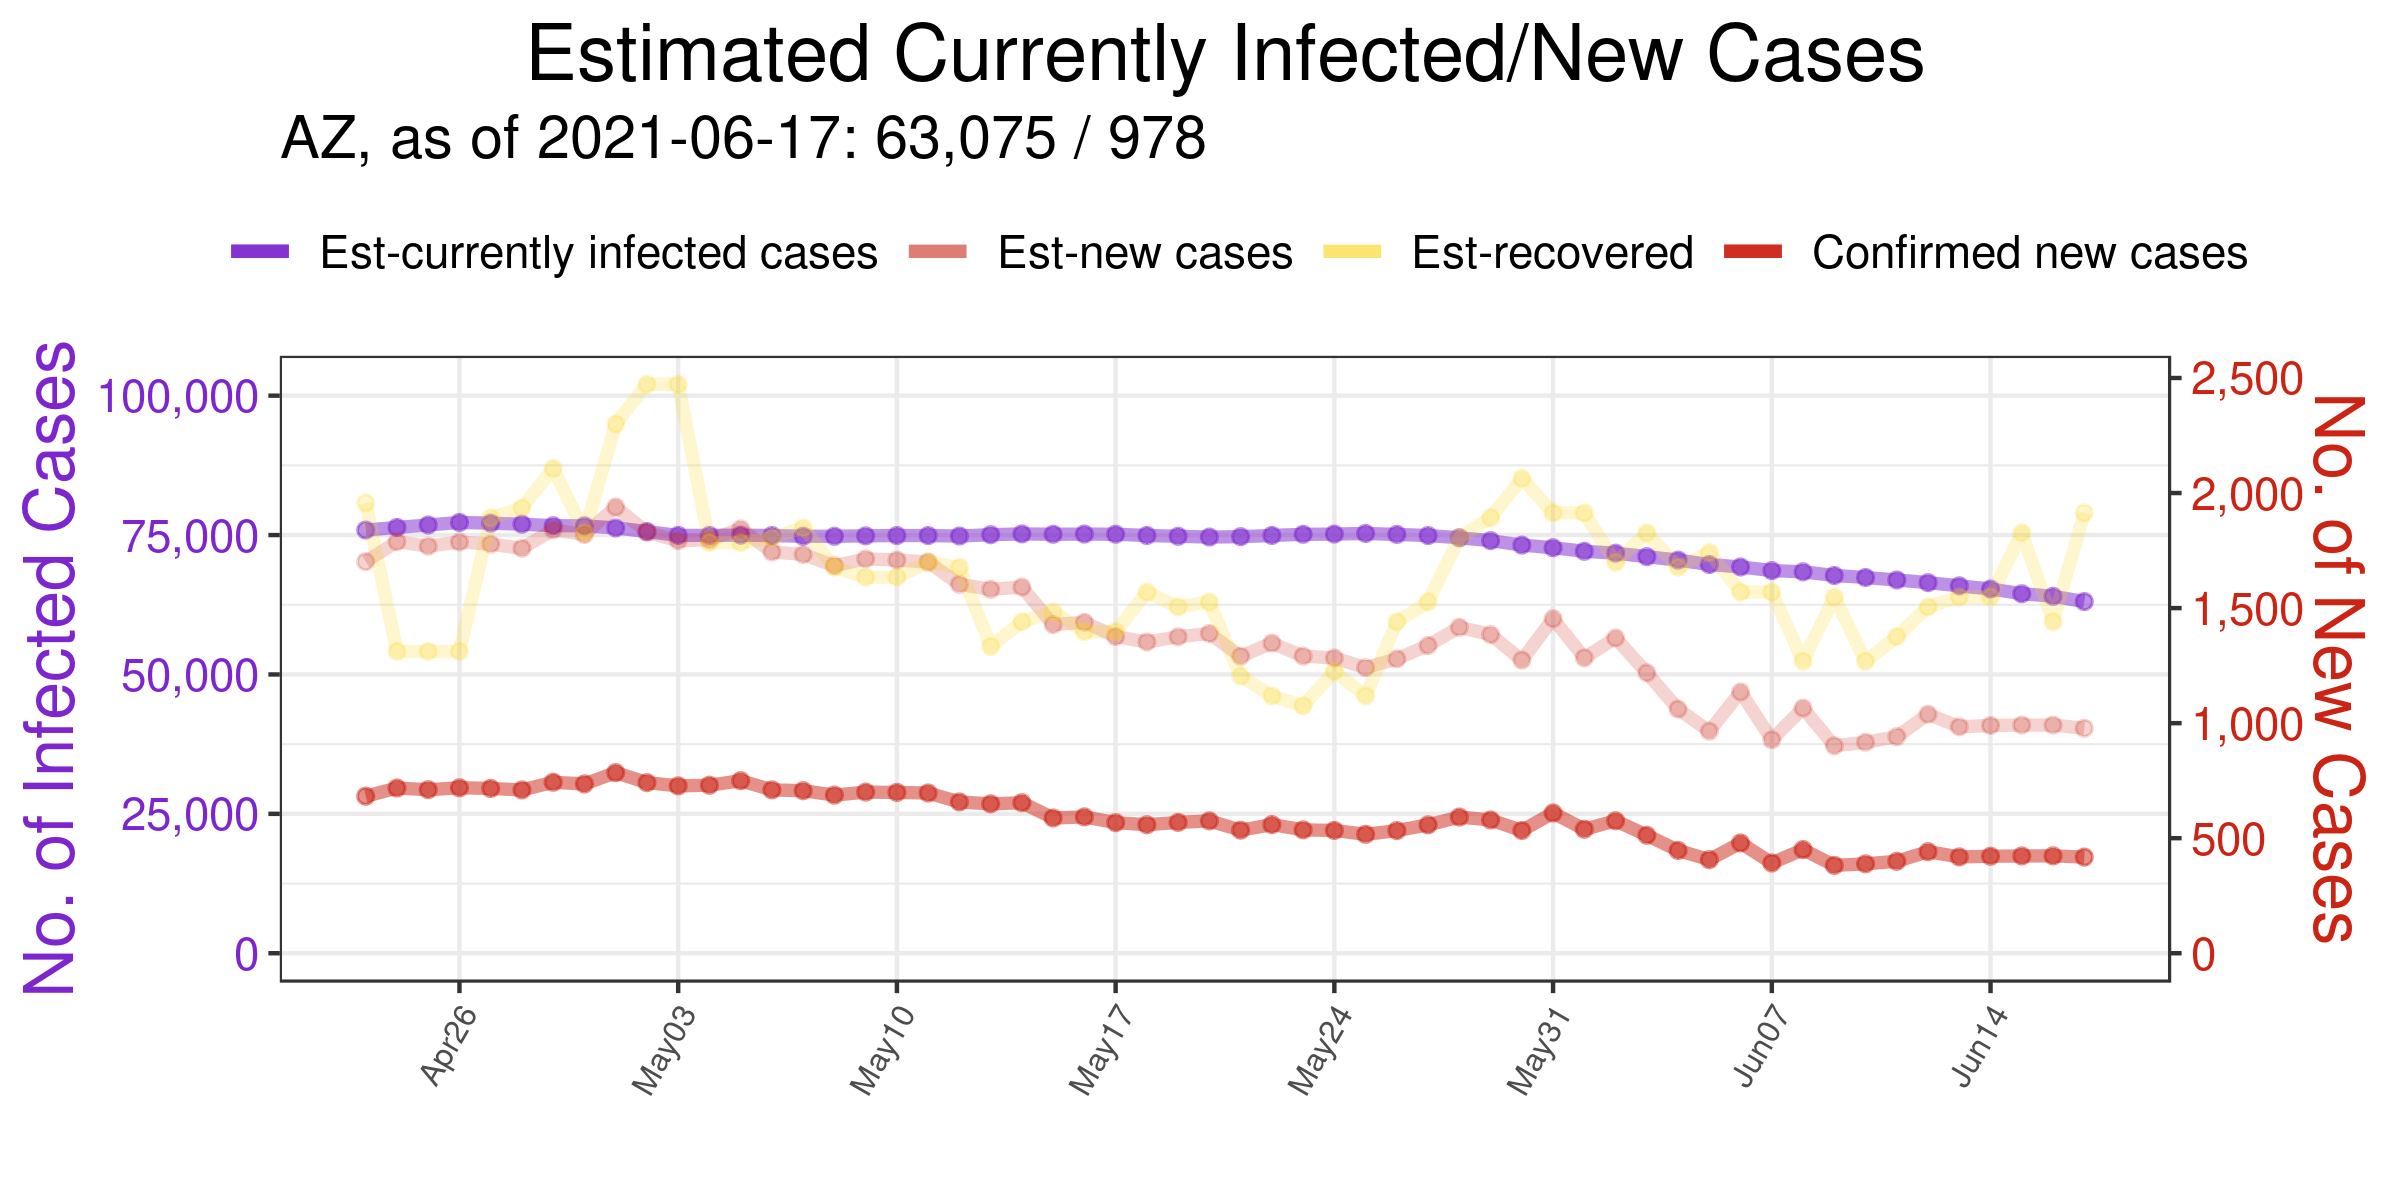 Estimated Currently Infected/New Cases
AZ, as of 2021-06-17: 63,075 / 978
Est-currently infected cases Est-new cases Est-recovered Confirmed new cases
No. of Infected Cases
100,000
75,000
50,000
25,000
0
2,500
2,000
1,500
1,000
500
0
No. of New Cases
Apr26 May03 May10 May17 May24 May31 Jun07 Jun14